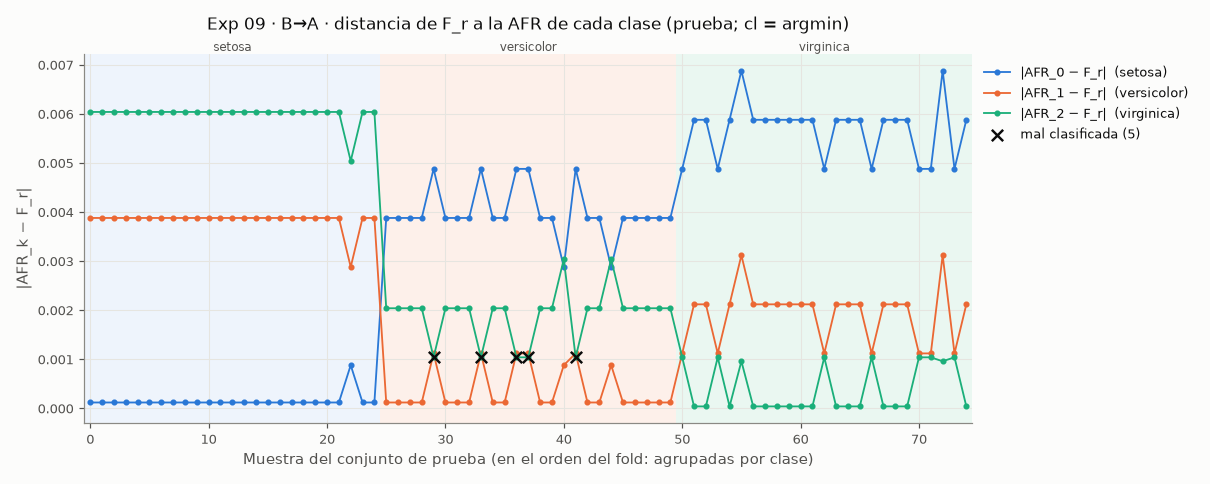 Exp 09 · B→A · distancia de F_r a la AFR de cada clase (prueba; cl = argmin)
setosa
versicolor
virginica
|AFR_0 − F_r| (setosa)
|AFR_1 − F_r| (versicolor)
|AFR_2 − F_r| (virginica)
mal clasificada (5)
|AFR_k − F_r|
0.007
0.006
0.005
0.004
0.003
0.002
0.001
0.000
0 10 20 30 40 50 60 70
Muestra del conjunto de prueba (en el orden del fold: agrupadas por clase)